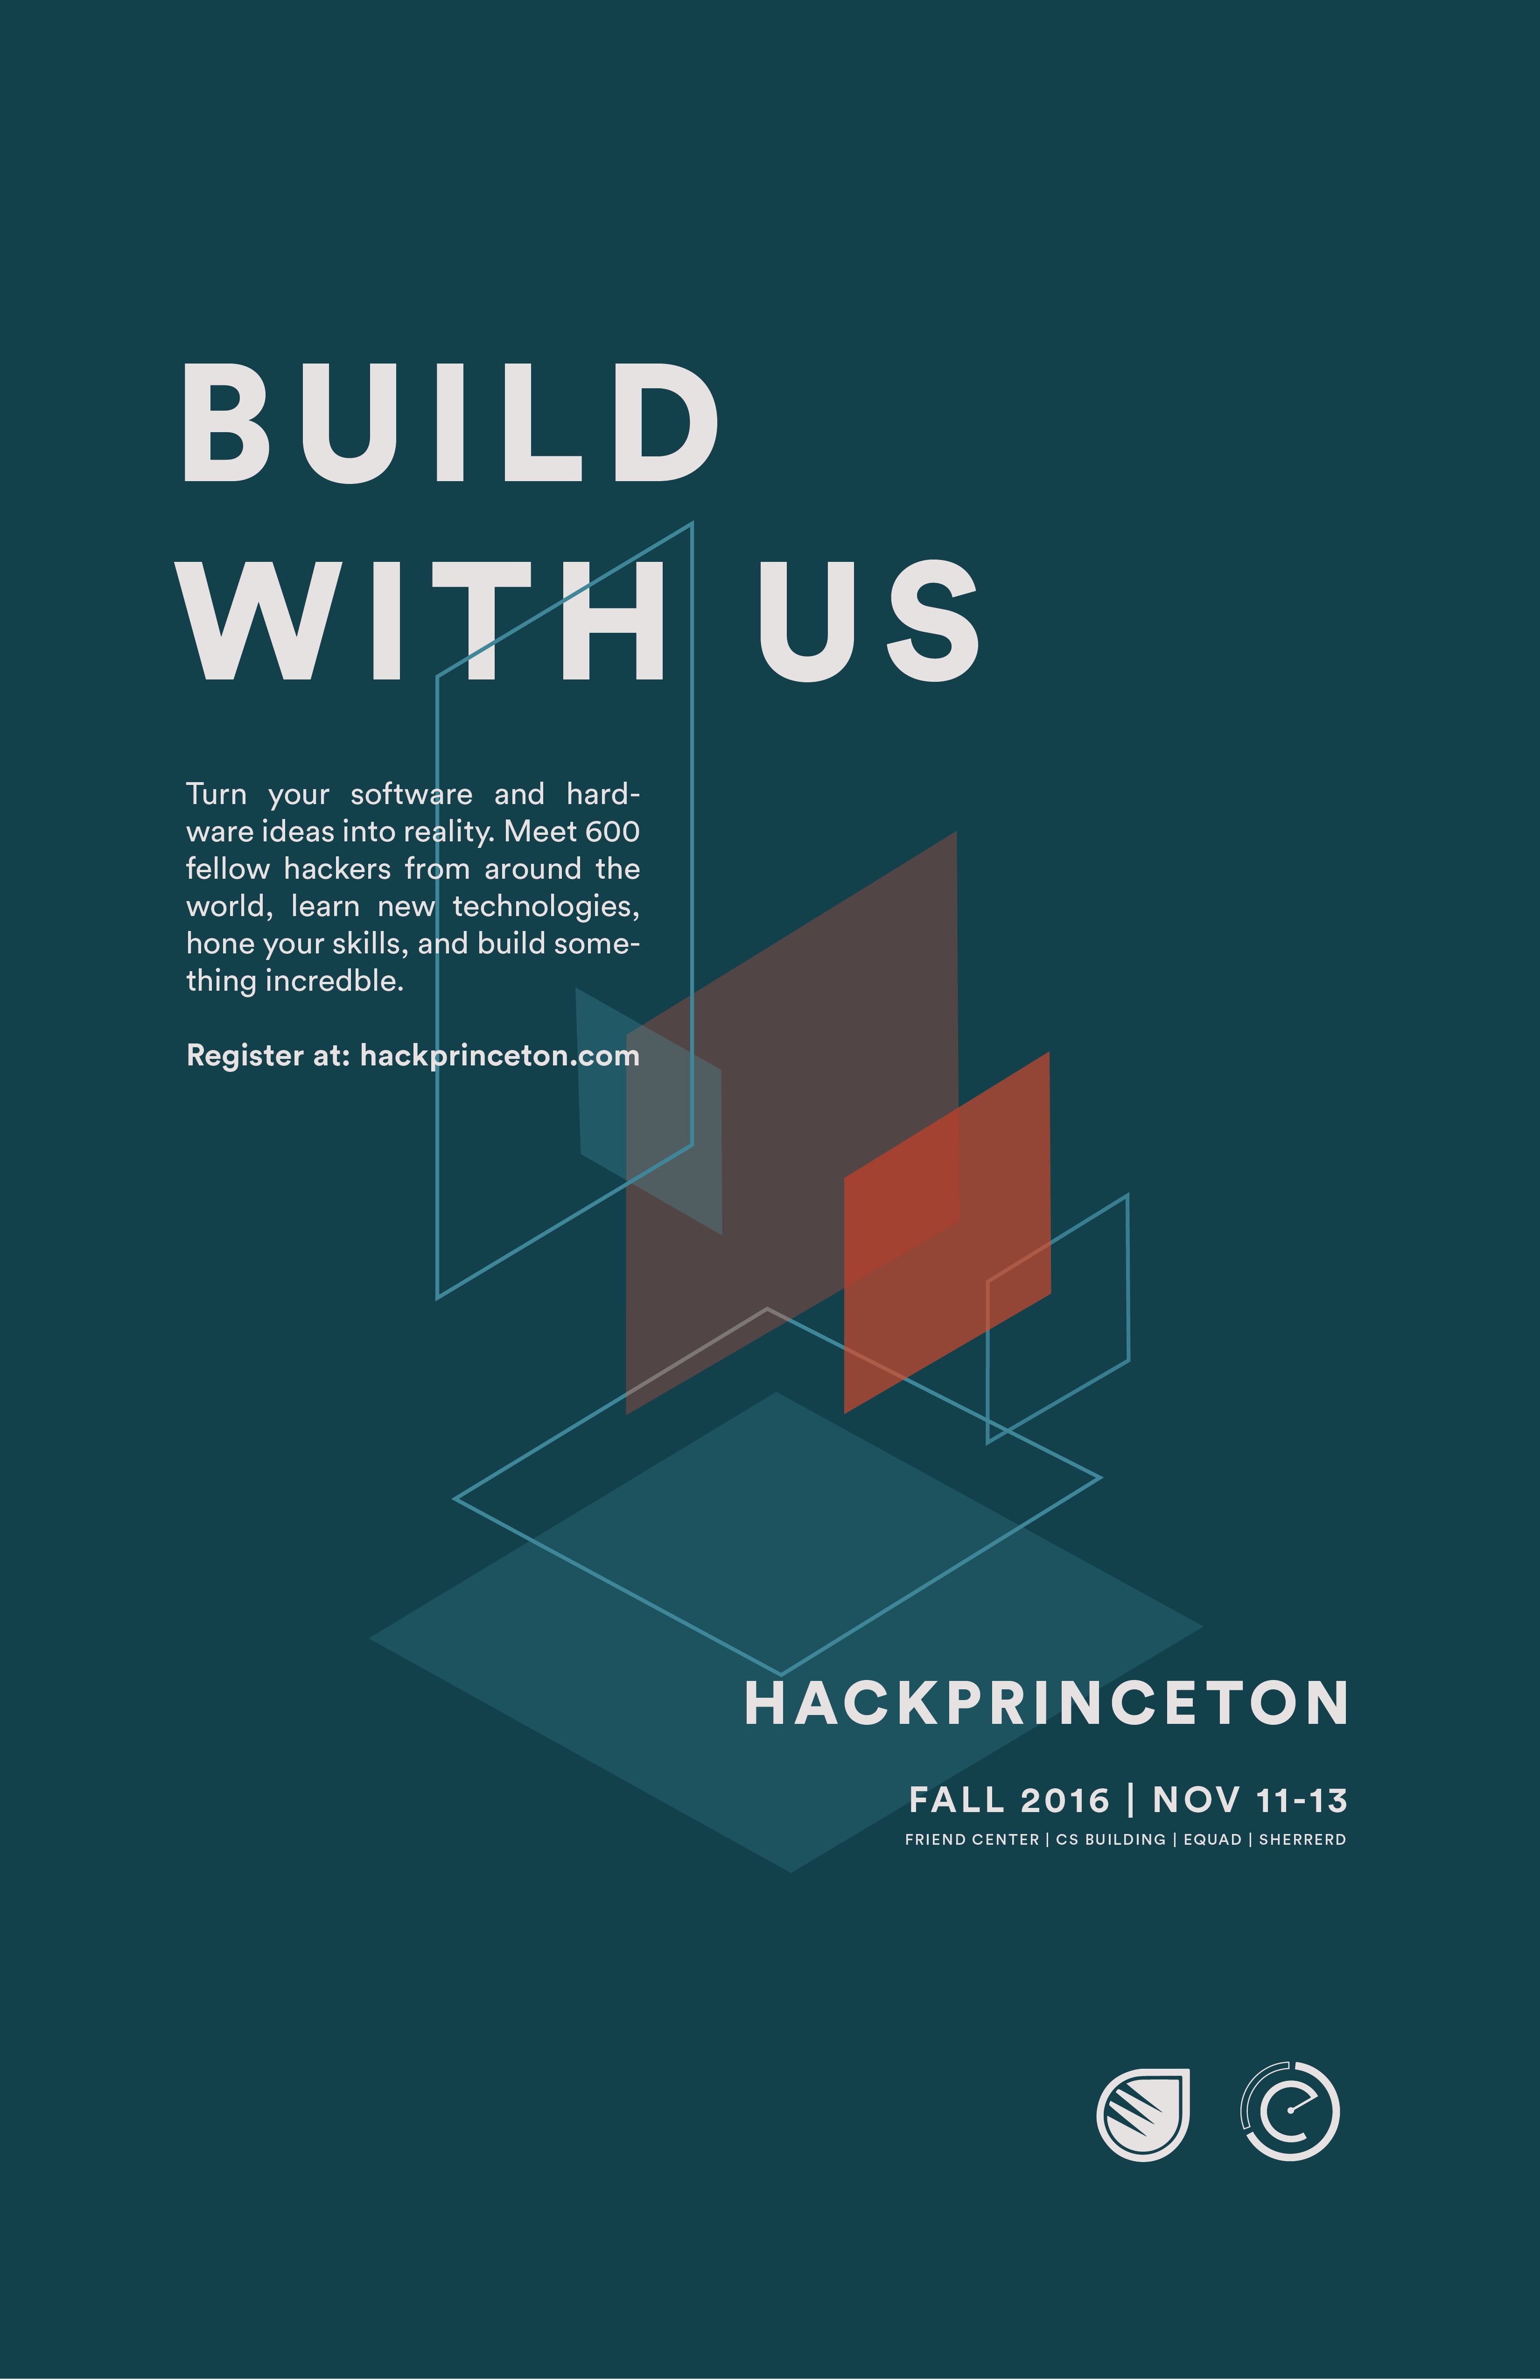 BUILD
WITH US
Turn your software and hard-
ware ideas into reality. Meet 600
fellow hackers from around the
world, learn new technologies,
hone your skills, and build some-
thing incredble.
Register at: hackprinceton.com
HACKPRINCETON
FALL 2016 | NOV 11-13
FRIEND CENTER | CS BUILDING | EQUAD | SHERRERD